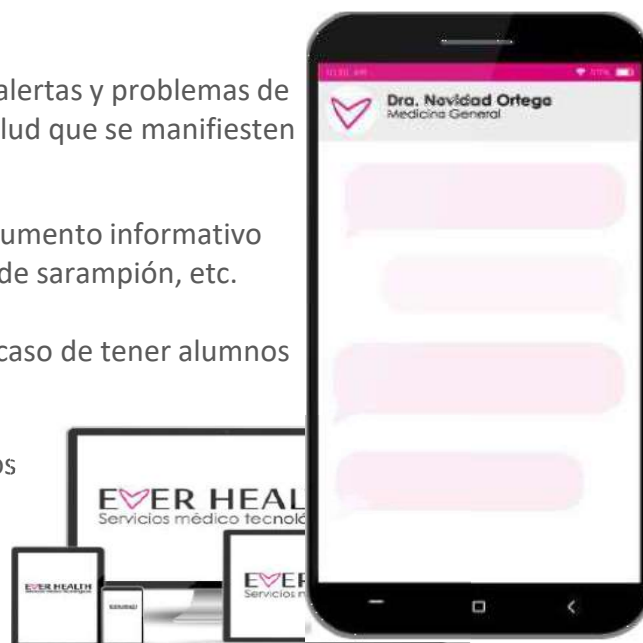 alertas y problemas de
lud que se manifiesten
umento informativo
de sarampión, etc.
caso de tener alumnos
os
Dra. Navidad Ortega
Medicina General
EVER HEAL
Servicios médico tecnoló
EVER
Servicios m
EVER HEALTH